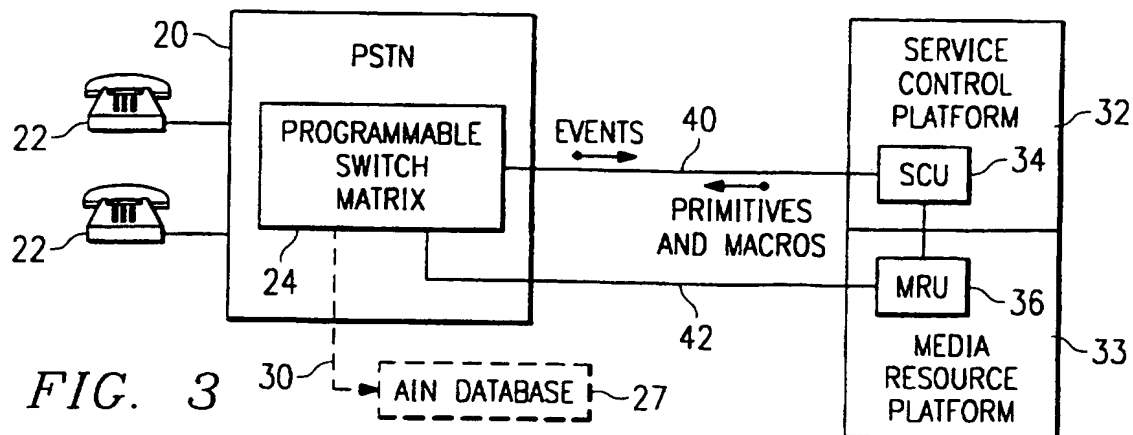 20
PSTN
22
22
PROGRAMMABLE
SWITCH
MATRIX
24
EVENTS
40
PRIMITIVES
AND MACROS
42
SERVICE
CONTROL
PLATFORM
32
SCU
34
MRU
36
MEDIA
RESOURCE
PLATFORM
33
30
AIN DATABASE
27
FIG. 3